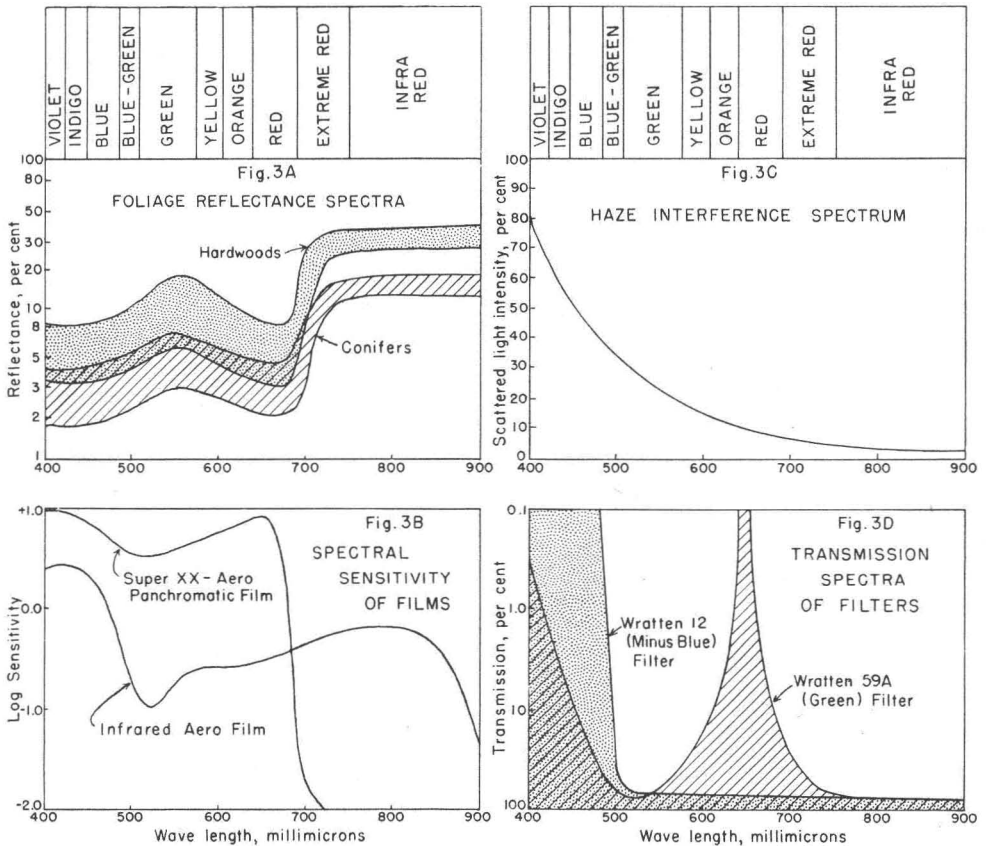 VIOLET
INDIGO
BLUE
BLUE-GREEN
GREEN
YELLOW
ORANGE
RED
EXTREME RED
INFRA
RED
Fig.3A
FOLIAGE REFLECTANCE SPECTRA
Hardwoods
Conifers
Reflectance, per cent
100
80
50
30
20
10
8
5
3
2
1
400 500 600 700 800 900
VIOLET
INDIGO
BLUE
BLUE-GREEN
GREEN
YELLOW
ORANGE
RED
EXTREME RED
INFRA
RED
Fig.3C
HAZE INTERFERENCE SPECTRUM
Scattered light intensity, per cent
100
90
80
70
60
50
40
30
20
10
0
400 500 600 700 800 900
Fig.3B
SPECTRAL
SENSITIVITY
OF FILMS
Super XX-Aero
Panchromatic Film
Infrared Aero Film
Log Sensitivity
+1.0
0.0
-1.0
-2.0
400 500 600 700 800 900
Wave length, millimicrons
Fig.3D
TRANSMISSION
SPECTRA
OF FILTERS
Wratten 12
(Minus Blue)
Filter
Wratten 59A
(Green) Filter
Transmission, per cent
0.1
1.0
10
100
400 500 600 700 800 900
Wave length, millimicrons